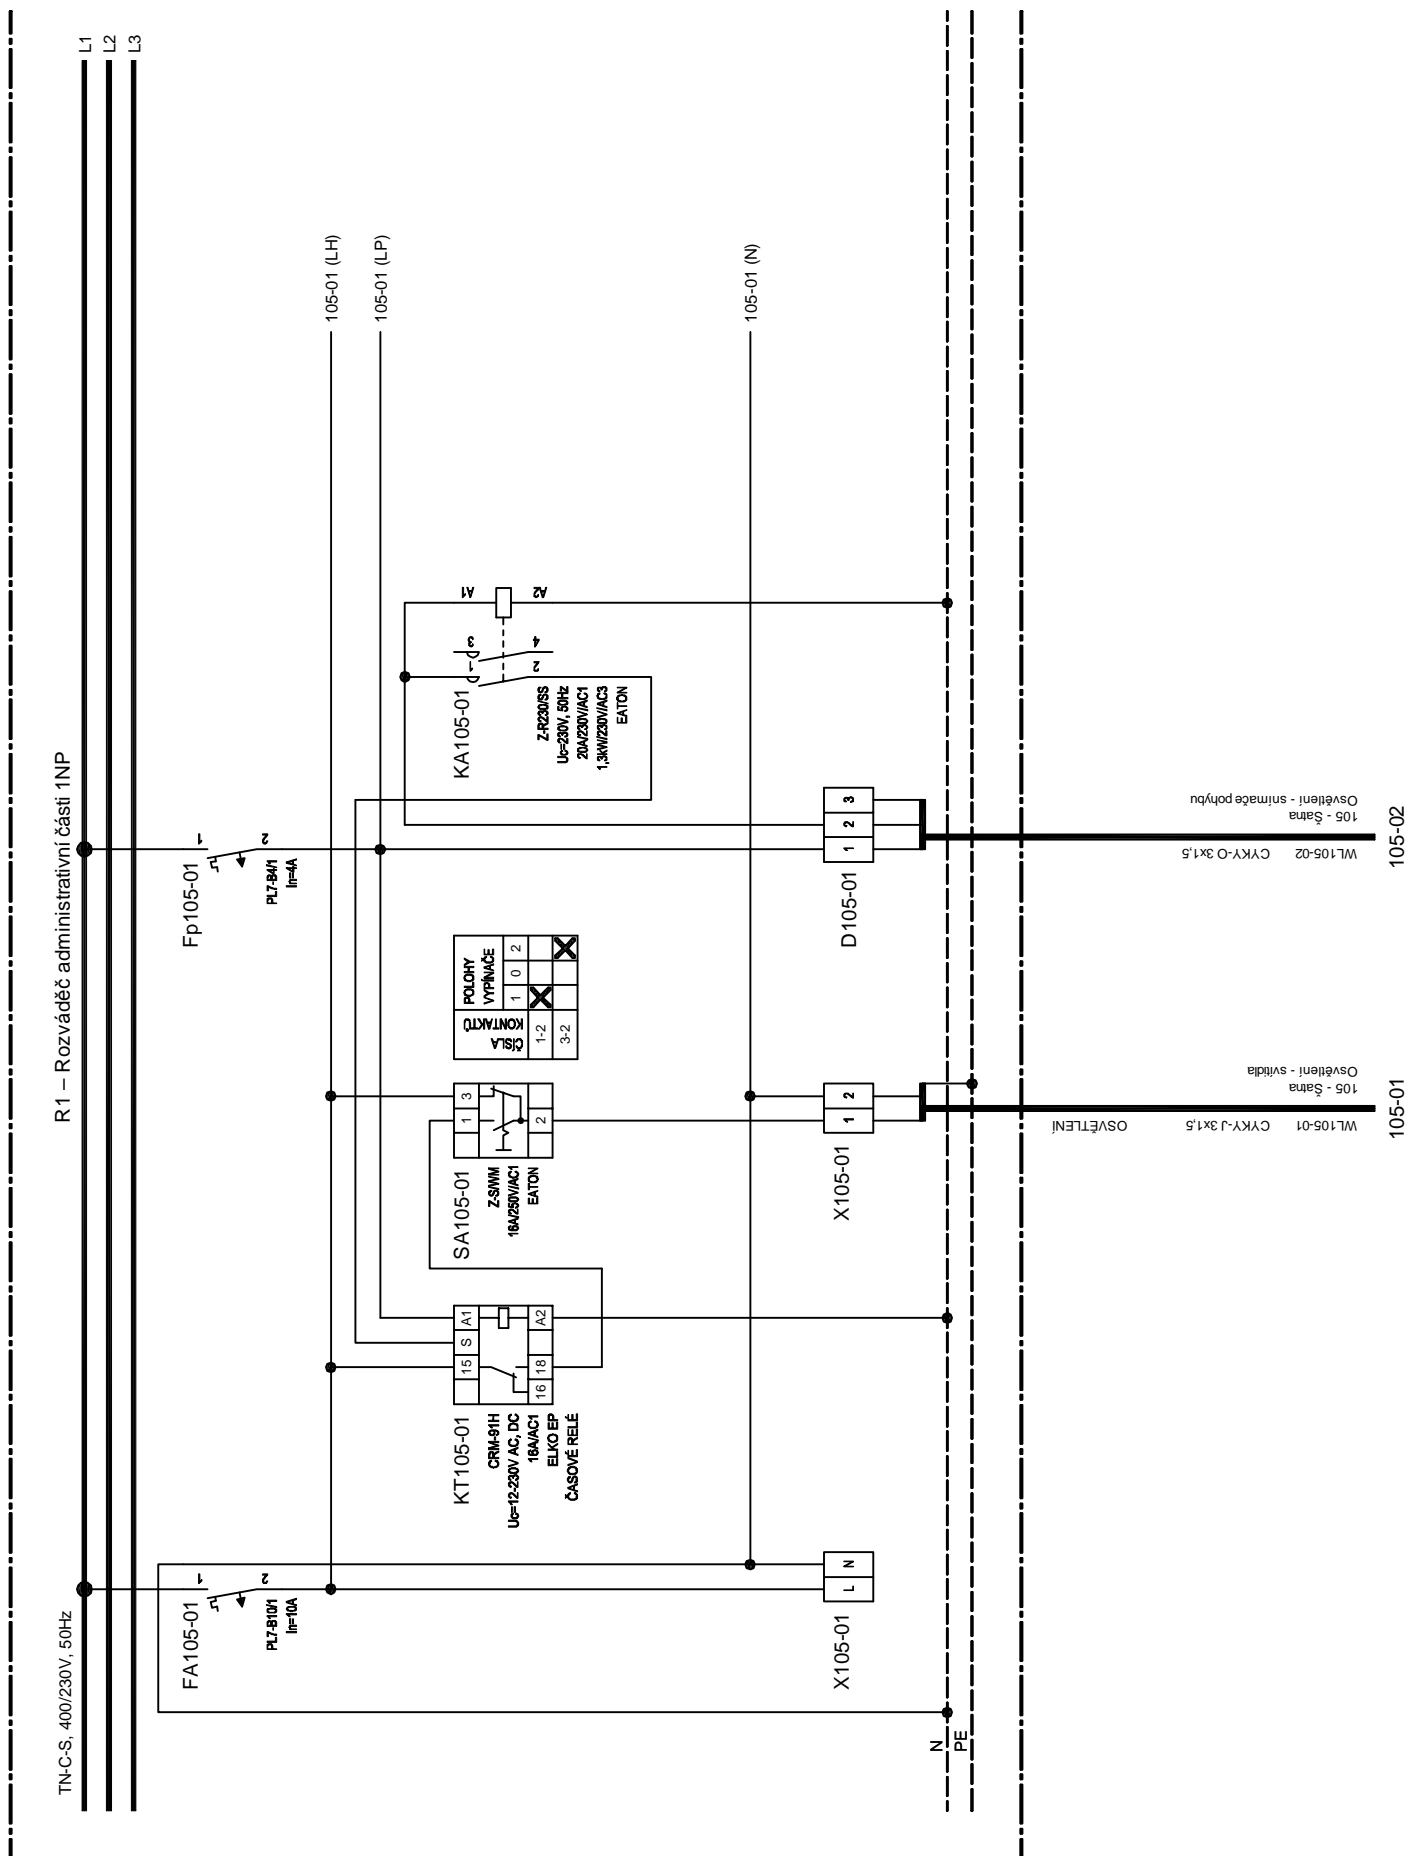 R1 – Rozváděč administrativní části 1NP
TN-C-S, 400/230V, 50Hz
L1
L2
L3
FA105-01
1
2
PL7-B10/1
In=10A
Fp105-01
1
2
PL7-B4/1
In=4A
105-01 (LH)
105-01 (LP)
105-01 (N)
KT105-01
CRM-91H
Uc=12-230V AC, DC
16A/AC1
ELKO EP
ČASOVÉ RELÉ
15
S
A1
16
18
A2
SA105-01
Z-S/WM
16A/250V/AC1
EATON
1
3
2
ČÍSLA
KONTAKTŮ
POLOHY
VYPÍNAČE
1
0
2
1-2
3-2
KA105-01
Z-R230/SS
Uc=230V, 50Hz
20A/230V/AC1
1,3kW/230V/AC3
EATON
1
3
A1
2
4
A2
X105-01
L
N
X105-01
1
2
D105-01
1
2
3
N
PE
OSVĚTLENÍ
WL105-01
CYKY-J 3x1,5
105 - Šatna
Osvětlení - svítidla
105-01
WL105-02
CYKY-O 3x1,5
105 - Šatna
Osvětlení - snímače pohybu
105-02